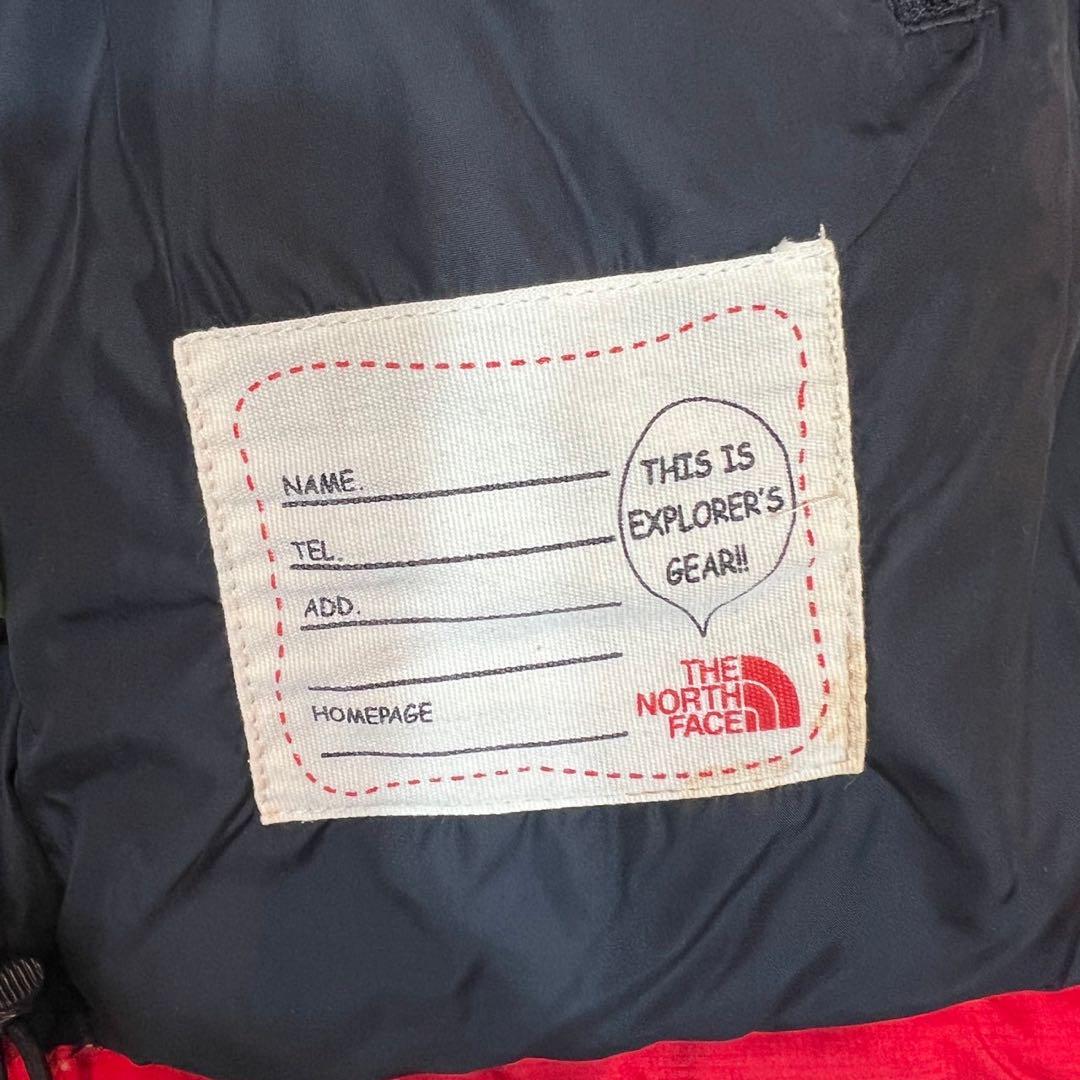 NAME.
TEL.
ADD.
HOMEPAGE
THIS IS
EXPLORER'S
GEAR!!
THE
NORTH
FACE